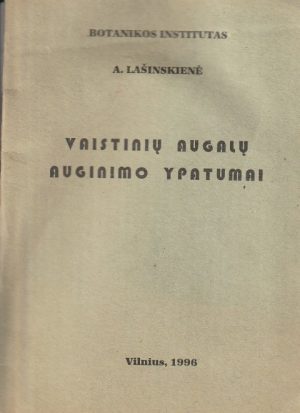 BOTANIKOS INSTITUTAS
A. LAŠINSKIENĖ
VAISTINIŲ AUGALŲ
AUGINIMO YPATUMAI
Vilnius, 1996